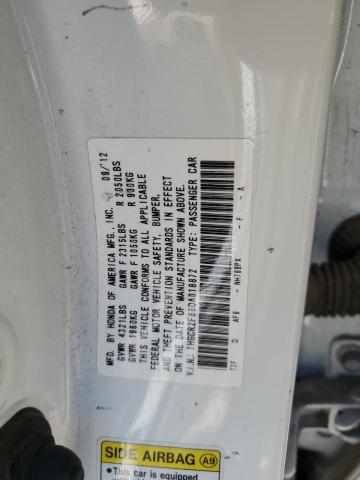 MFD. BY HONDA OF AMERICA MFG., INC. 09/'12
GVWR 4321LBS GAWR F 2315LBS R 2050LBS
GVWR 1960KG GAWR F 1050KG R 930KG
THIS VEHICLE CONFORMS TO ALL APPLICABLE
FEDERAL MOTOR VEHICLE SAFETY, BUMPER,
AND THEFT PREVENTION STANDARDS IN EFFECT
ON THE DATE OF MANUFACTURE SHOWN ABOVE.
V.I.N.: 1HGCR2F86DA018872 TYPE: PASSENGER CAR
SIDE AIRBAG A9
This car is equipped